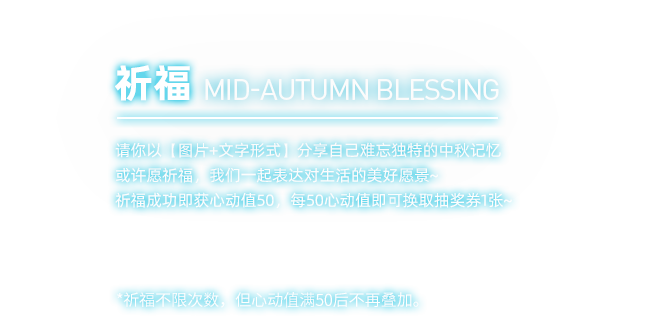 祈福 MID-AUTUMN BLESSING
请你以【图片+文字形式】分享自己难忘独特的中秋记忆
或许愿祈福，我们一起表达对生活的美好愿景~
祈福成功即获心动值50，每50心动值即可换取抽奖券1张~
*祈福不限次数，但心动值满50后不再叠加。